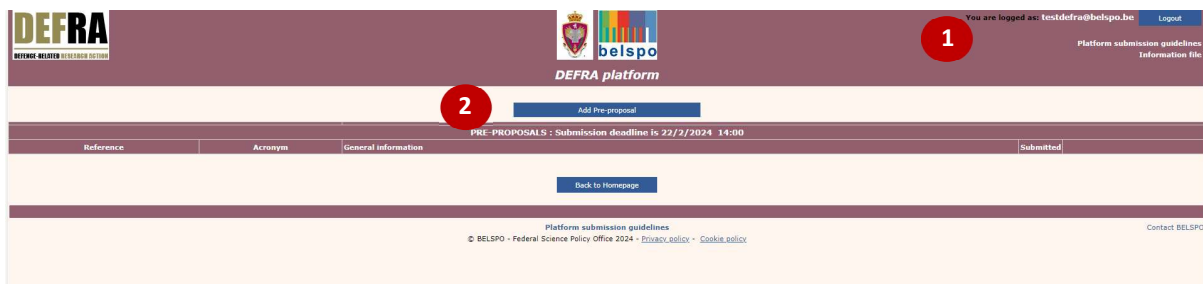 DEFRA
DEFENCE-RELATED RESEARCH ACTION
belspo
DEFRA platform
1
You are logged as: testdefra@belspo.be
Logout
Platform submission guidelines
Information file
2
Add Pre-proposal
PRE-PROPOSALS : Submission deadline is 22/2/2024 14:00
Reference Acronym General information Submitted
Back to Homepage
Platform submission guidelines
Contact BELSPO
© BELSPO - Federal Science Policy Office 2024 - Privacy policy - Cookie policy